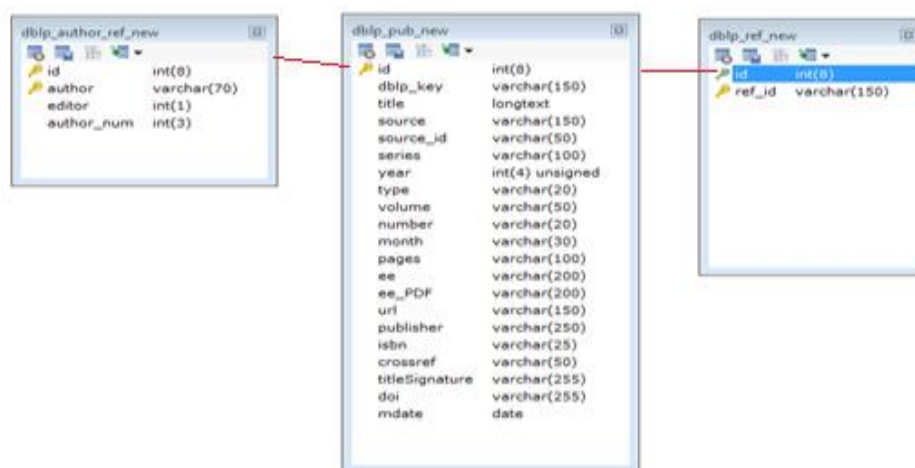 dblp_author_ref_new
id int(8)
author varchar(70)
editor int(1)
author_num int(3)
dblp_pub_new
id int(8)
dblp_key varchar(150)
title longtext
source varchar(150)
source_id varchar(50)
series varchar(100)
year int(4) unsigned
type varchar(20)
volume varchar(50)
number varchar(20)
month varchar(30)
pages varchar(100)
ee varchar(200)
ee_PDF varchar(200)
url varchar(150)
publisher varchar(250)
isbn varchar(25)
crossref varchar(50)
titleSignature varchar(255)
doi varchar(255)
mdate date
dblp_ref_new
id int(8)
ref_id varchar(150)